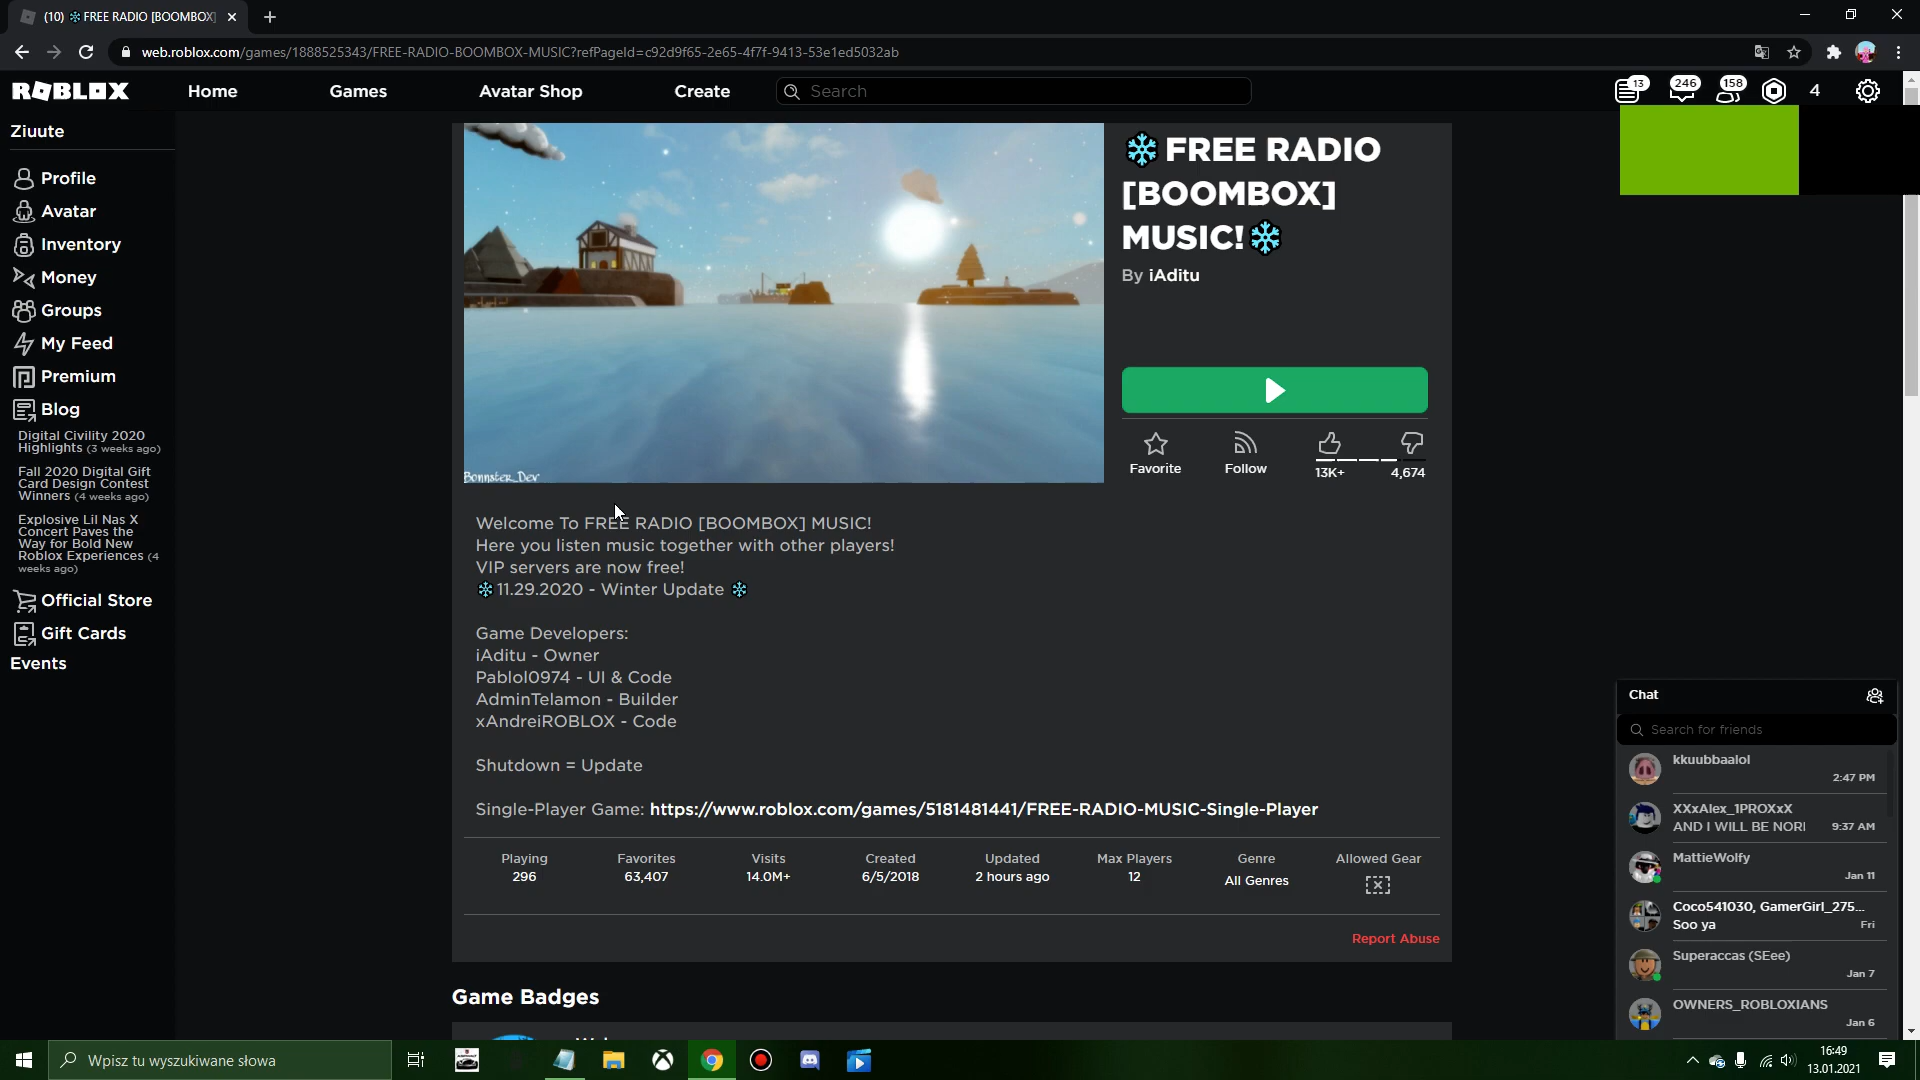 (10) ❄FREE RADIO [BOOMBOX]
web.roblox.com/games/1888525343/FREE-RADIO-BOOMBOX-MUSIC?refPageId=c92d9f65-2e65-4f7f-9413-53e1ed5032ab
ROBLOX Home Games Avatar Shop Create Search 13 246 158 4
Ziuute
Profile
Avatar
Inventory
Money
Groups
My Feed
Premium
Blog
Digital Civility 2020
Highlights (3 weeks ago)
Fall 2020 Digital Gift
Card Design Contest
Winners (4 weeks ago)
Explosive Lil Nas X
Concert Paves the
Way for Bold New
Roblox Experiences (4
weeks ago)
Official Store
Gift Cards
Events
Bonnster_Dev
❄FREE RADIO
[BOOMBOX]
MUSIC!❄
By iAditu
Favorite Follow 13K+ 4,674
Welcome To FREE RADIO [BOOMBOX] MUSIC!
Here you listen music together with other players!
VIP servers are now free!
❄11.29.2020 - Winter Update ❄
Game Developers:
iAditu - Owner
Pablol0974 - UI & Code
AdminTelamon - Builder
xAndreiROBLOX - Code
Shutdown = Update
Single-Player Game: https://www.roblox.com/games/5181481441/FREE-RADIO-MUSIC-Single-Player
Playing Favorites Visits Created Updated Max Players Genre Allowed Gear
296 63,407 14.0M+ 6/5/2018 2 hours ago 12 All Genres
Report Abuse
Game Badges
Chat
Search for friends
kkuubbaalol
2:47 PM
XXxAlex_1PROXxX
AND I WILL BE NORI 9:37 AM
MattieWolfy
Jan 11
Coco541030, GamerGirl_275...
Soo ya Fri
Superaccas (SEee)
Jan 7
OWNERS_ROBLOXIANS
Jan 6
Wpisz tu wyszukiwane słowa
16:49
13.01.2021